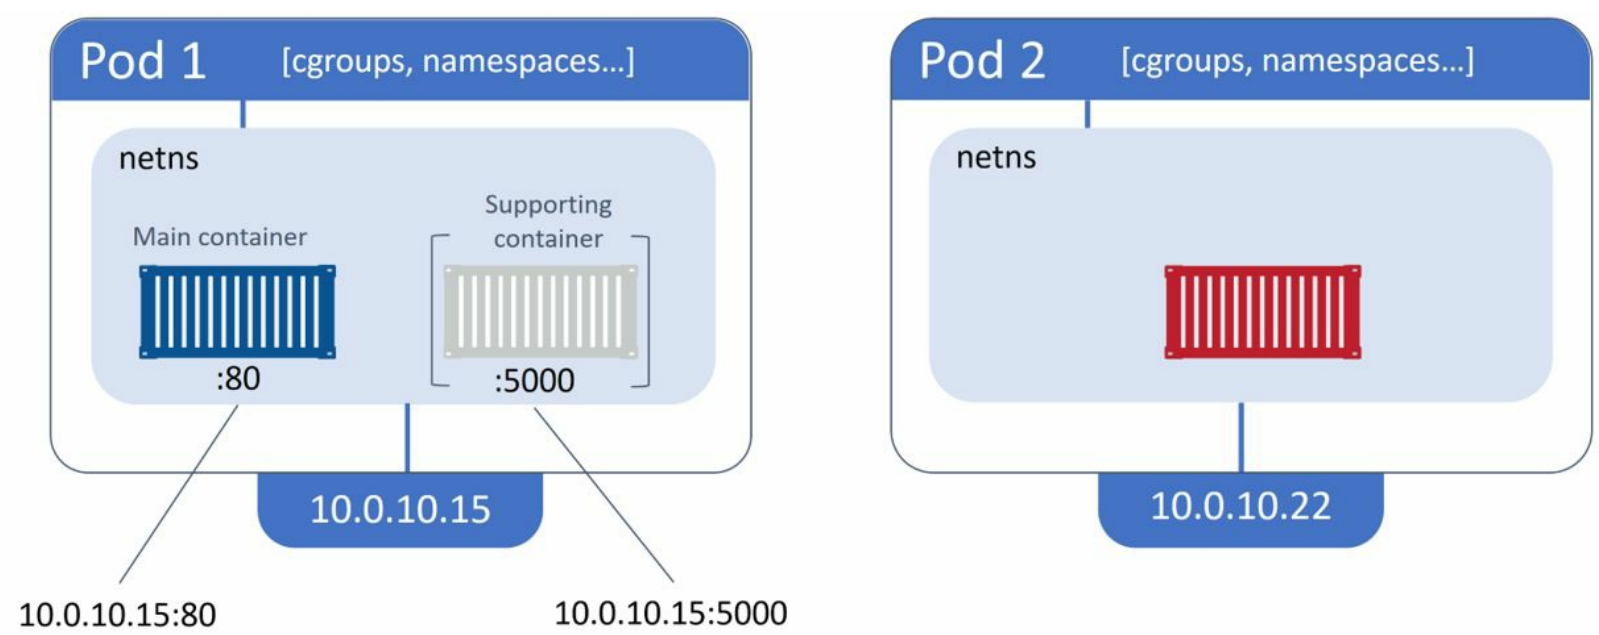 Pod 1 [cgroups, namespaces...]
netns
Main container
Supporting
container
:80
:5000
10.0.10.15
10.0.10.15:80
10.0.10.15:5000
Pod 2 [cgroups, namespaces...]
netns
10.0.10.22